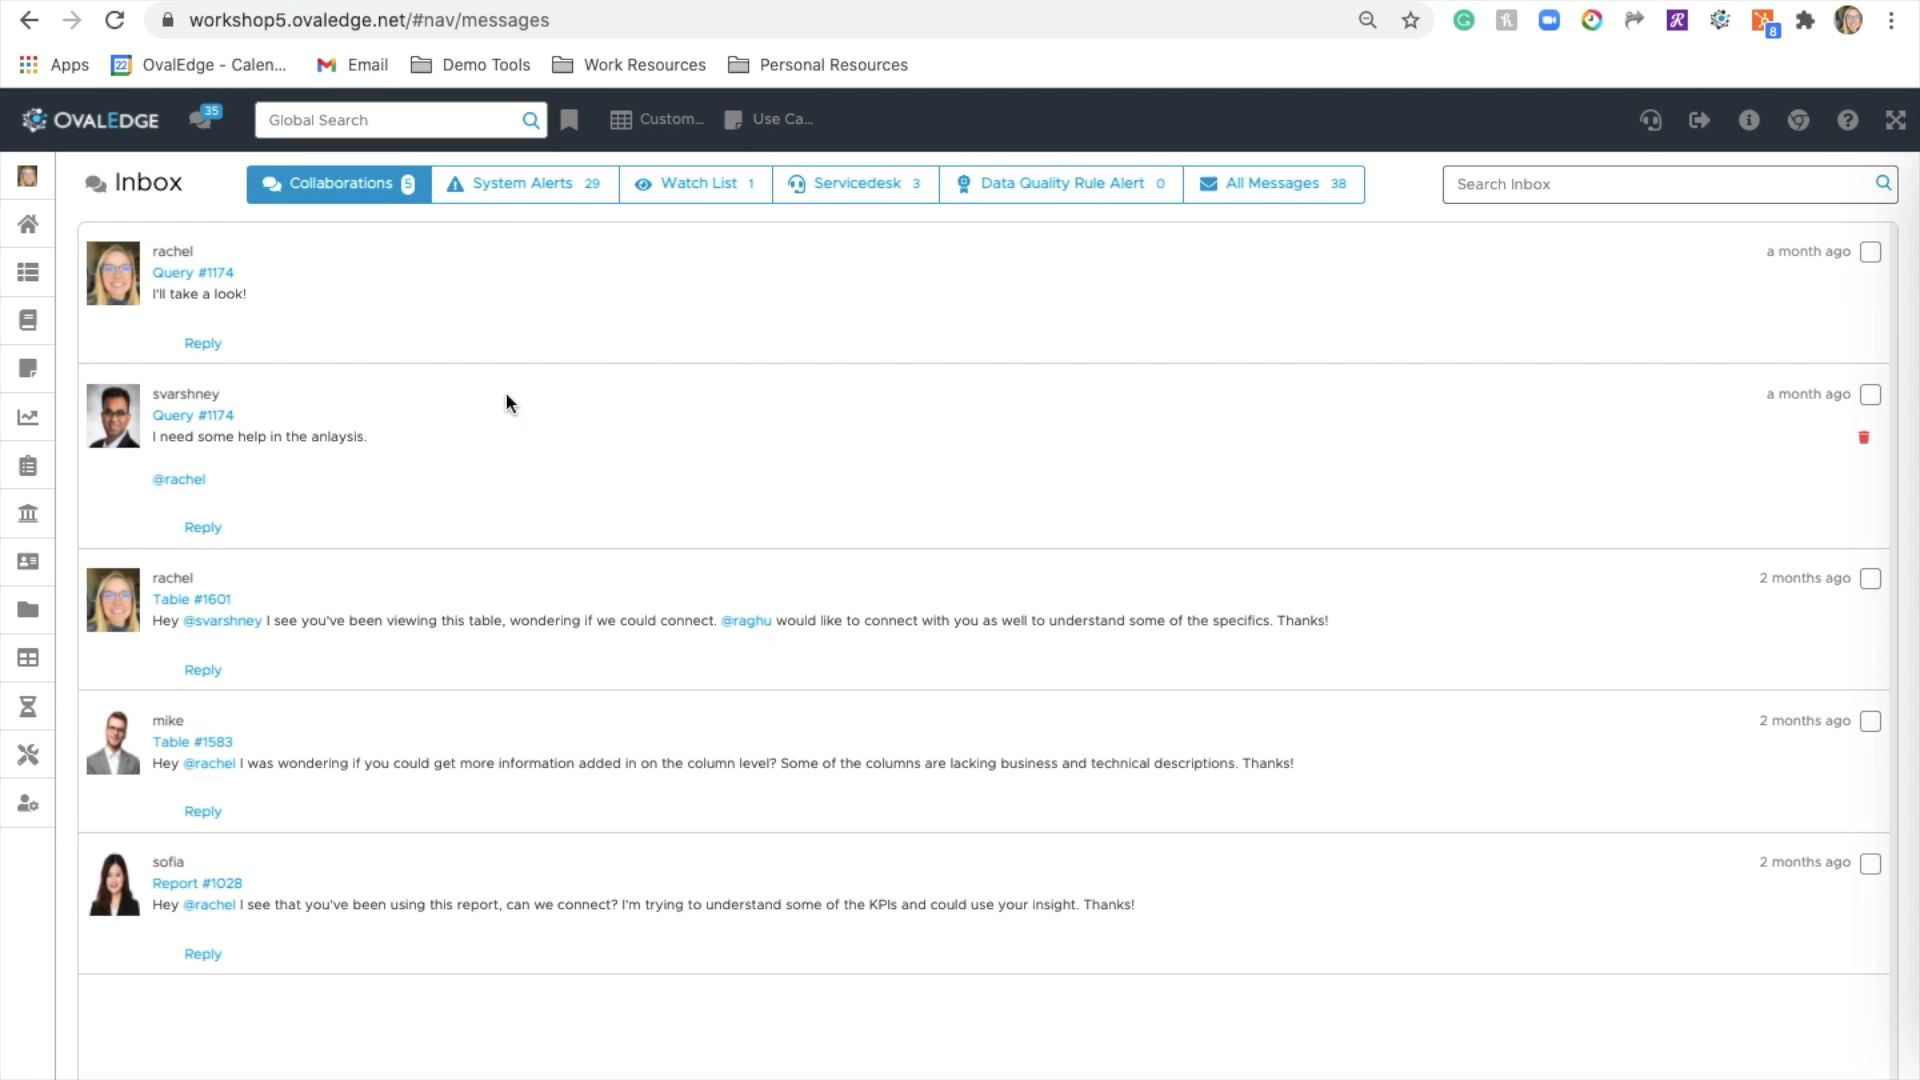 workshop5.ovaledge.net/#nav/messages
8
Apps
22 OvalEdge - Calen...
Email
Demo Tools
Work Resources
Personal Resources
OVALEDGE
35
Global Search
Custom...
Use Ca...
Inbox
Collaborations 5
System Alerts 29
Watch List 1
Servicedesk 3
Data Quality Rule Alert 0
All Messages 38
Search Inbox
rachel
a month ago
Query #1174
I'll take a look!
Reply
svarshney
a month ago
Query #1174
I need some help in the anlaysis.
@rachel
Reply
rachel
2 months ago
Table #1601
Hey @svarshney I see you've been viewing this table, wondering if we could connect. @raghu would like to connect with you as well to understand some of the specifics. Thanks!
Reply
mike
2 months ago
Table #1583
Hey @rachel I was wondering if you could get more information added in on the column level? Some of the columns are lacking business and technical descriptions. Thanks!
Reply
sofia
2 months ago
Report #1028
Hey @rachel I see that you've been using this report, can we connect? I'm trying to understand some of the KPIs and could use your insight. Thanks!
Reply